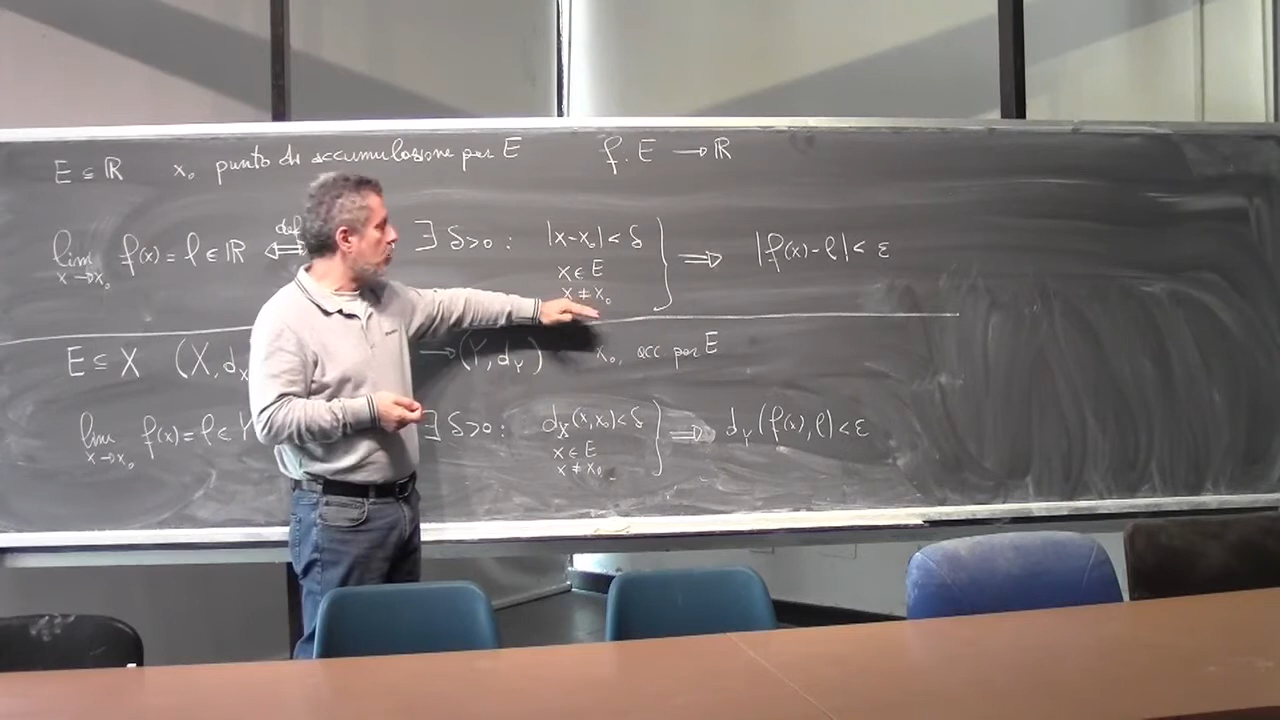 E ⊆ ℝ x₀ punto di accumulazione per E f. E → ℝ
lim f(x) = ℓ ∈ ℝ ⇔ def ∃ δ>0 : |x-x₀| < δ ⇒ |f(x)-ℓ| < ε
x→x₀ x ∈ E
x ≠ x₀
E ⊆ X (X, d_X → (Y, d_Y) x₀ acc per E
lim f(x) = ℓ ∈ Y ∃ δ>0 : d_X(x,x₀) < δ ⇒ d_Y(f(x), ℓ) < ε
x→x₀ x ∈ E
x ≠ x₀